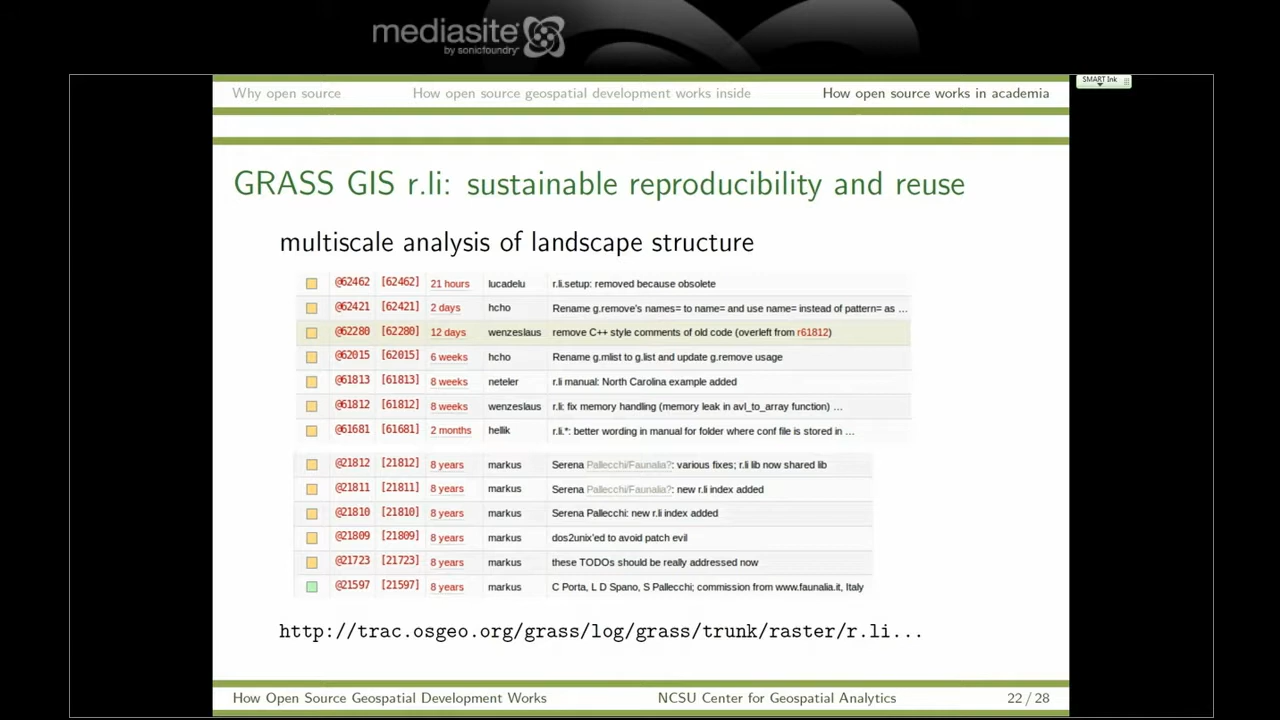 mediasite
by sonicfoundry
SMART Ink
Why open source How open source geospatial development works inside How open source works in academia
GRASS GIS r.li: sustainable reproducibility and reuse
multiscale analysis of landscape structure
@62462 [62462] 21 hours lucadelu r.li.setup: removed because obsolete
@62421 [62421] 2 days hcho Rename g.remove's names= to name= and use name= instead of pattern= as …
@62280 [62280] 12 days wenzeslaus remove C++ style comments of old code (overleft from r61812)
@62015 [62015] 6 weeks hcho Rename g.mlist to g.list and update g.remove usage
@61813 [61813] 8 weeks neteler r.li manual: North Carolina example added
@61812 [61812] 8 weeks wenzeslaus r.li: fix memory handling (memory leak in avl_to_array function) …
@61681 [61681] 2 months hellik r.li.*: better wording in manual for folder where conf file is stored in …
@21812 [21812] 8 years markus Serena Pallecchi/Faunalia?: various fixes; r.li lib now shared lib
@21811 [21811] 8 years markus Serena Pallecchi/Faunalia?: new r.li index added
@21810 [21810] 8 years markus Serena Pallecchi: new r.li index added
@21809 [21809] 8 years markus dos2unix'ed to avoid patch evil
@21723 [21723] 8 years markus these TODOs should be really addressed now
@21597 [21597] 8 years markus C Porta, L D Spano, S Pallecchi; commission from www.faunalia.it, Italy
http://trac.osgeo.org/grass/log/grass/trunk/raster/r.li...
How Open Source Geospatial Development Works NCSU Center for Geospatial Analytics 22 / 28